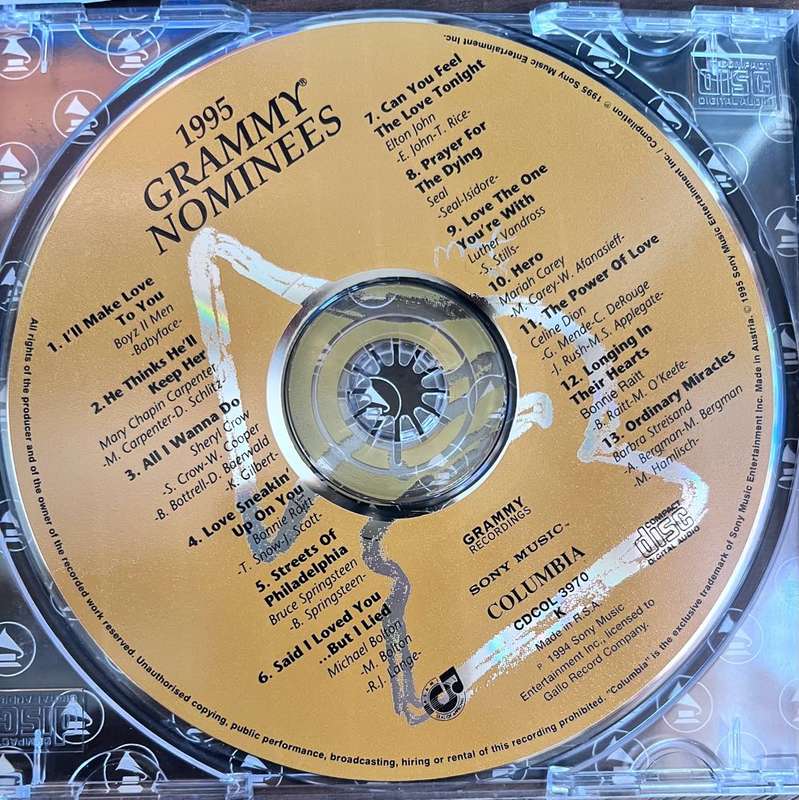 1995
GRAMMY®
NOMINEES
1. I'll Make Love
To You
Boyz II Men
-Babyface-
2. He Thinks He'll
Keep Her
Mary Chapin Carpenter
-M. Carpenter-D. Schlitz-
3. All I Wanna Do
Sheryl Crow
-S. Crow-W. Cooper
-B. Bottrell-D. Baerwald
-K. Gilbert-
4. Love Sneakin'
Up On You
Bonnie Raitt
-T. Snow-J. Scott-
5. Streets Of
Philadelphia
Bruce Springsteen
-B. Springsteen-
6. Said I Loved You
...But I Lied
Michael Bolton
-M. Bolton
-R.J. Lange-
7. Can You Feel
The Love Tonight
Elton John
-E. John-T. Rice-
8. Prayer For
The Dying
Seal
-Seal-Isidore-
9. Love The One
You're With
Luther Vandross
-S. Stills-
10. Hero
Mariah Carey
-M. Carey-W. Afanasieff-
11. The Power Of Love
Celine Dion
-G. Mende-C. DeRouge
-J. Rush-M.S. Applegate-
12. Longing In
Their Hearts
Bonnie Raitt
-B. Raitt-M. O'Keefe-
13. Ordinary Miracles
Barbra Streisand
-A. Bergman-M. Bergman
-M. Hamlisch-
GRAMMY
RECORDINGS
SONY MUSIC™
COLUMBIA
CDCOL 3970
K
Made in R.S.A.
℗ 1994 Sony Music
Entertainment Inc., licensed to
Gallo Record Company.
COMPACT
disc
DIGITAL AUDIO
All rights of the producer and of the owner of the recorded work reserved. Unauthorised copying, public performance, broadcasting, hiring or rental of this recording prohibited. "Columbia" is the exclusive trademark of Sony Music Entertainment Inc. Made in Austria. © 1995 Sony Music Entertainment Inc. / Compilation ℗ 1995 Sony Music Entertainment Inc.
COMPACT
disc
DIGITAL AUDIO